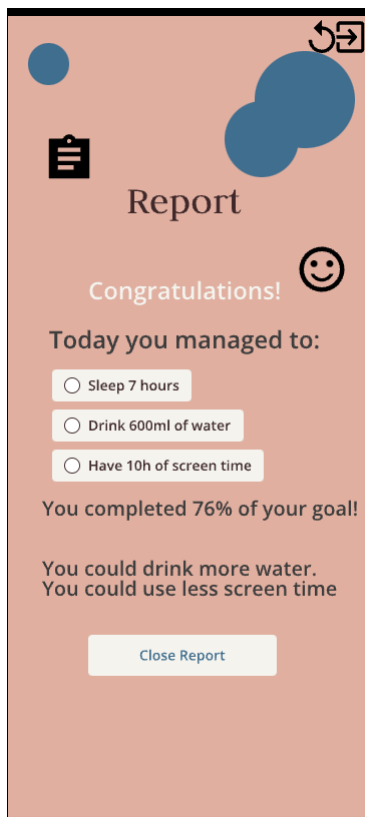 Report
Congratulations!
Today you managed to:
Sleep 7 hours
Drink 600ml of water
Have 10h of screen time
You completed 76% of your goal!
You could drink more water.
You could use less screen time
Close Report